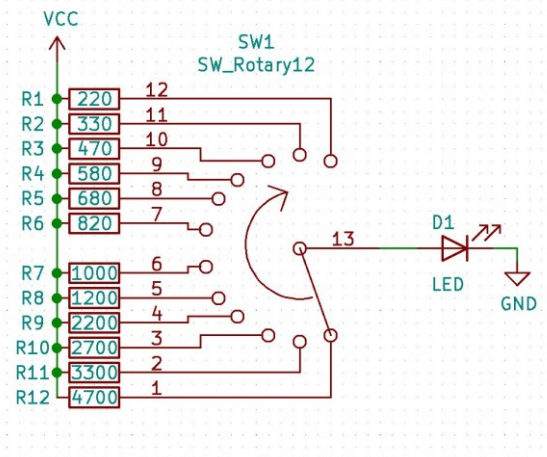 VCC
SW1
SW_Rotary12
R1 220 12
R2 330 11
R3 470 10
R4 580 9
R5 680 8
R6 820 7
13
D1
LED
GND
R7 1000 6
R8 1200 5
R9 2200 4
R10 2700 3
R11 3300 2
R12 4700 1